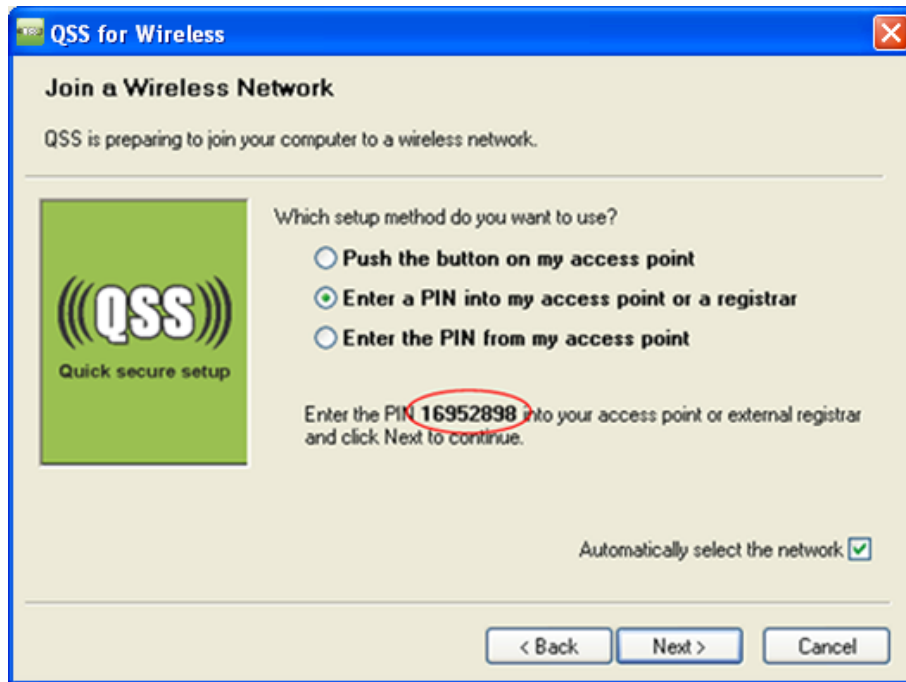 QSS for Wireless
Join a Wireless Network
QSS is preparing to join your computer to a wireless network.
Which setup method do you want to use?
Push the button on my access point
Enter a PIN into my access point or a registrar
Enter the PIN from my access point
QSS
Quick secure setup
Enter the PIN 16952898 into your access point or external registrar
and click Next to continue.
Automatically select the network
< Back
Next >
Cancel